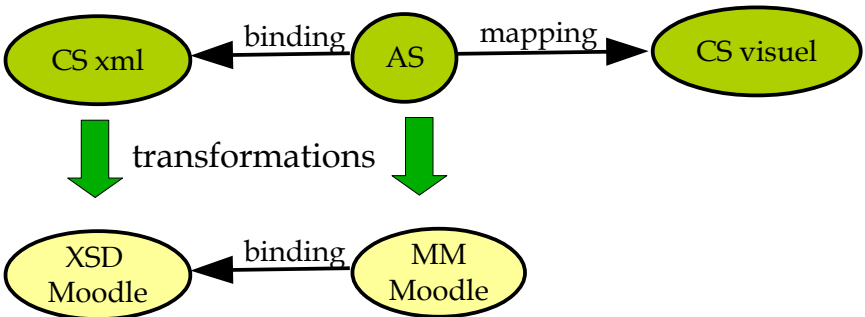 CS xml
binding
AS
mapping
CS visuel
transformations
XSD
Moodle
binding
MM
Moodle